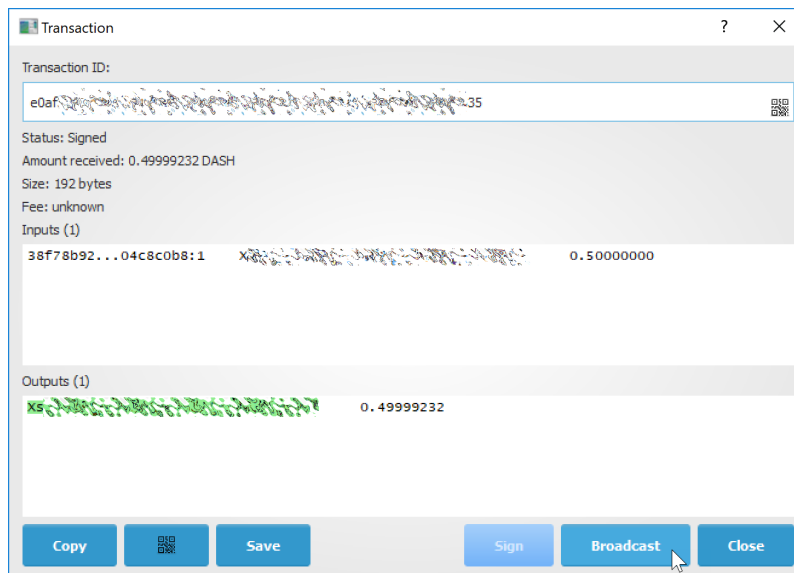 Transaction
?
Transaction ID:
e0af 35
Status: Signed
Amount received: 0.49999232 DASH
Size: 192 bytes
Fee: unknown
Inputs (1)
38f78b92...04c8c0b8:1 X 0.50000000
Outputs (1)
Xs 0.49999232
Copy Save Sign Broadcast Close